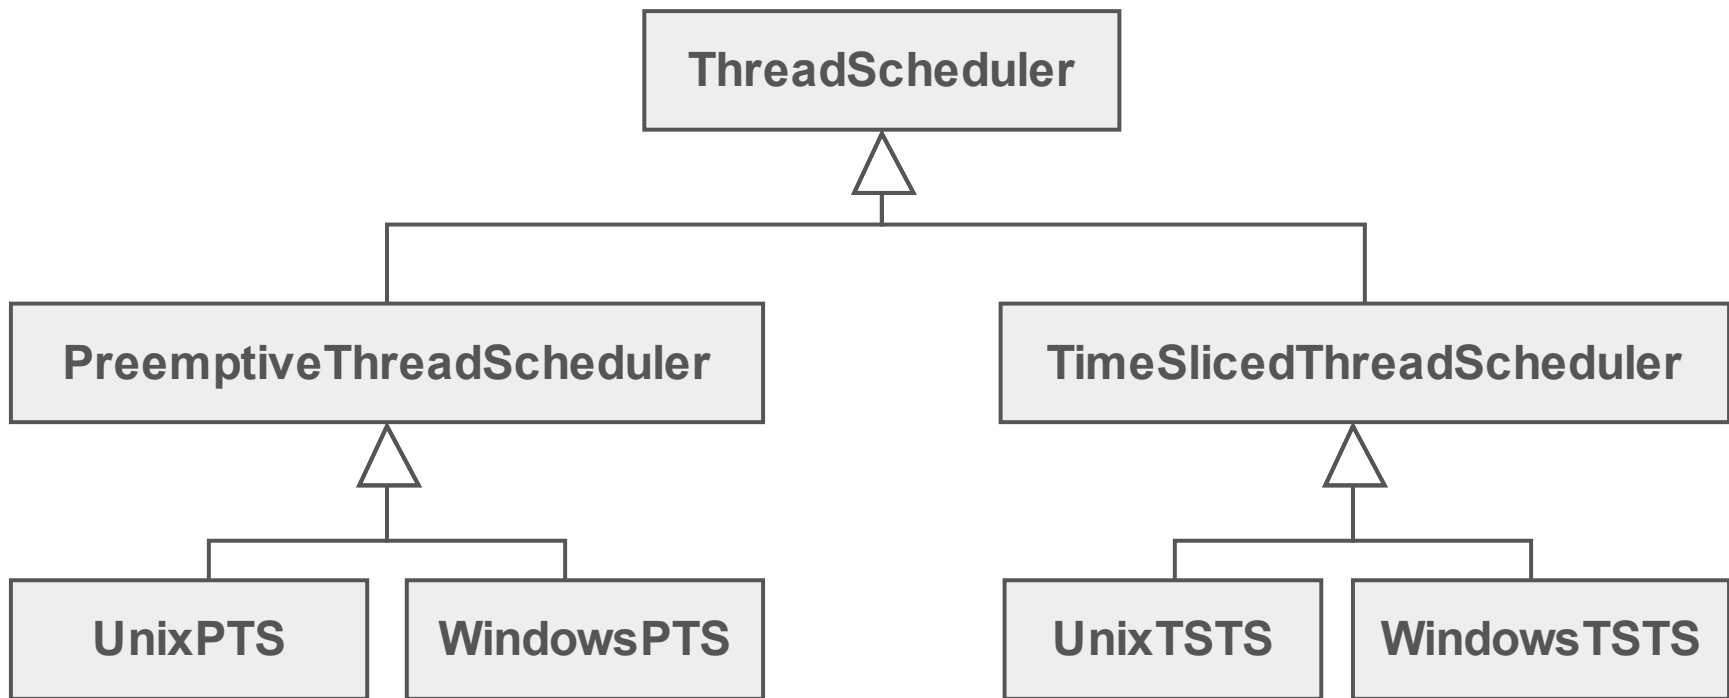 ThreadScheduler
PreemptiveThreadScheduler
TimeSlicedThreadScheduler
UnixPTS
WindowsPTS
UnixTSTS
WindowsTSTS